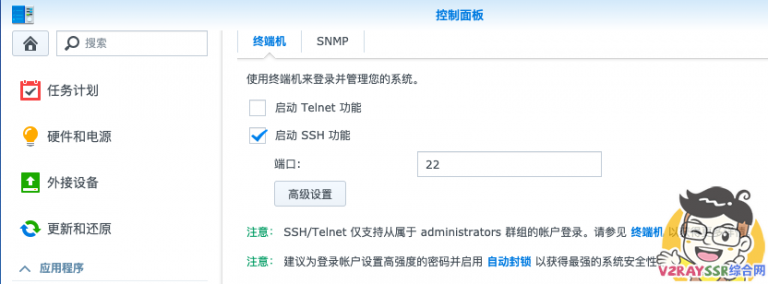 控制面板
搜索
终端机
SNMP
使用终端机来登录并管理您的系统。
任务计划
启动 Telnet 功能
硬件和电源
启动 SSH 功能
端口:
22
外接设备
高级设置
更新和还原
注意: SSH/Telnet 仅支持从属于 administrators 群组的帐户登录。请参见 终端机 以
应用程序
注意: 建议为登录帐户设置高强度的密码并启用 自动封锁 以获得最强的系统安全性
V2RAYSSR综合网